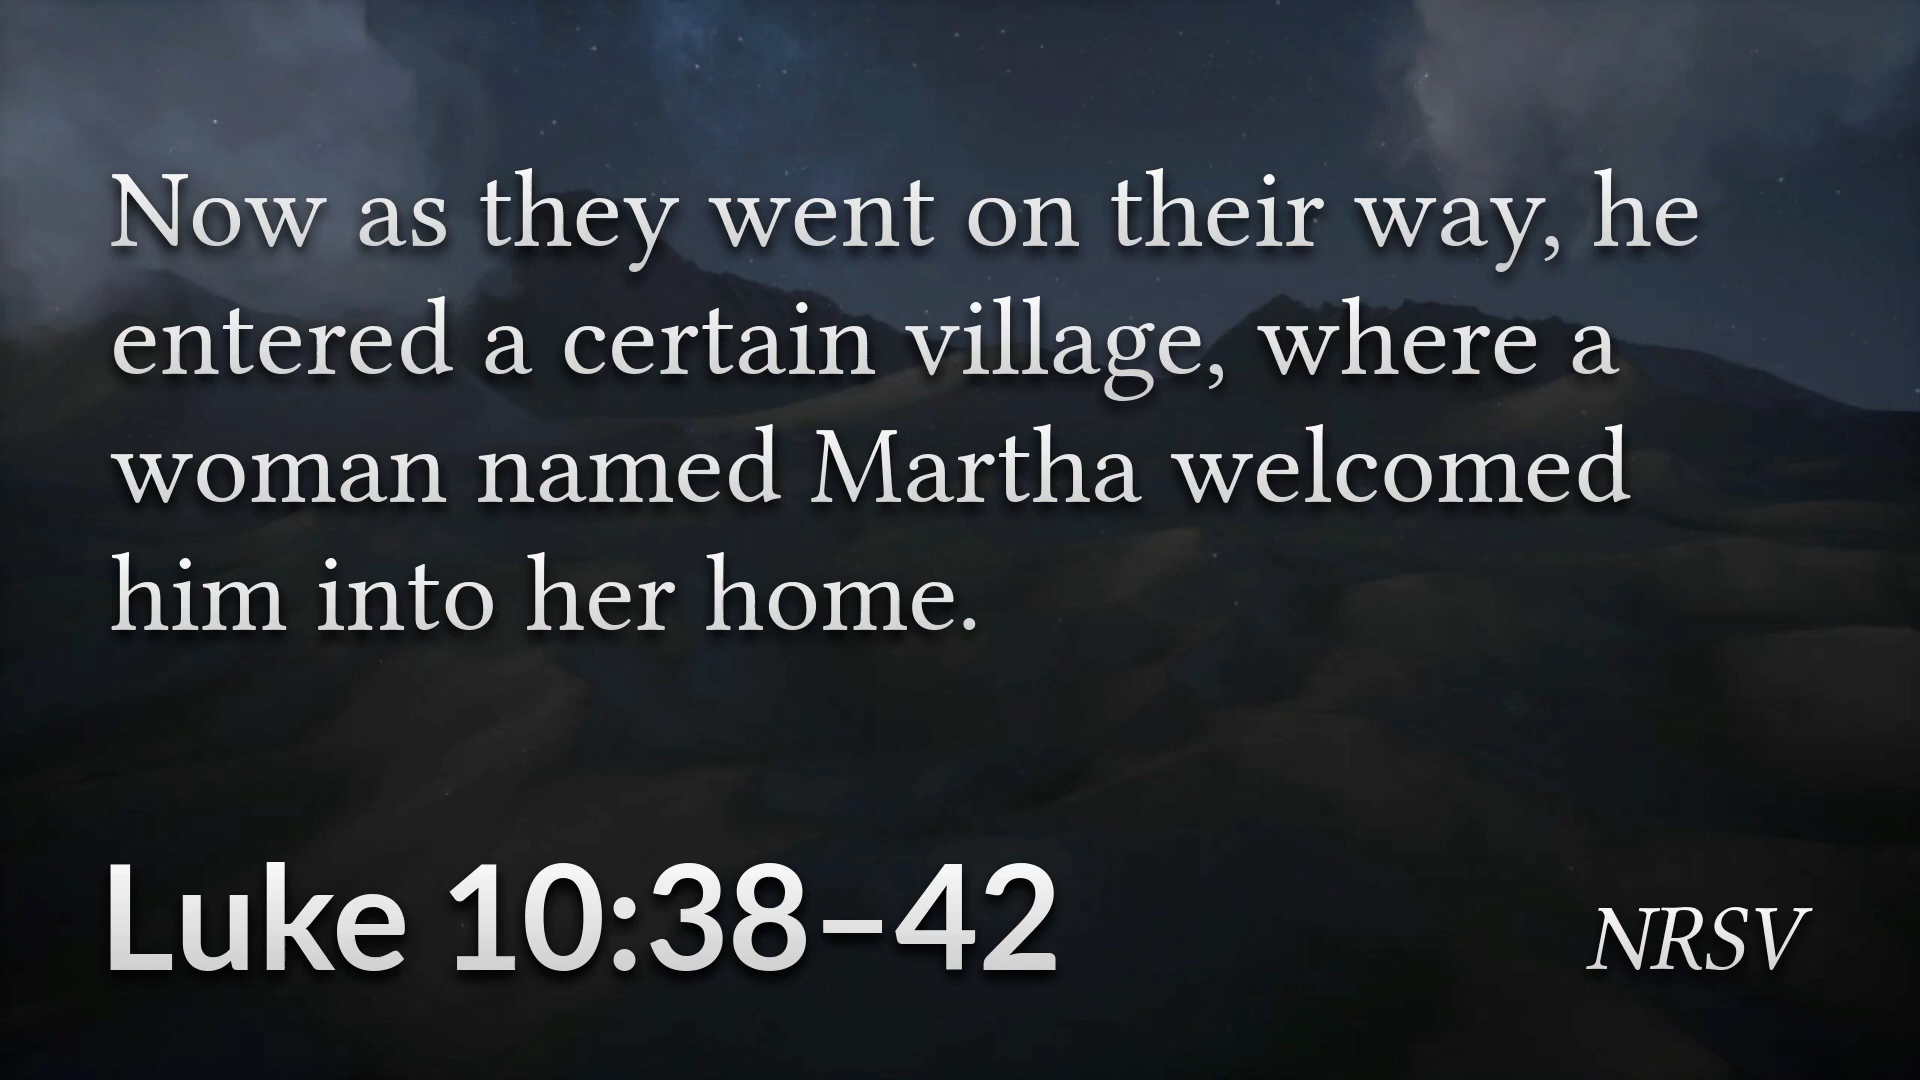 Now as they went on their way, he
entered a certain village, where a
woman named Martha welcomed
him into her home.
Luke 10:38–42
NRSV